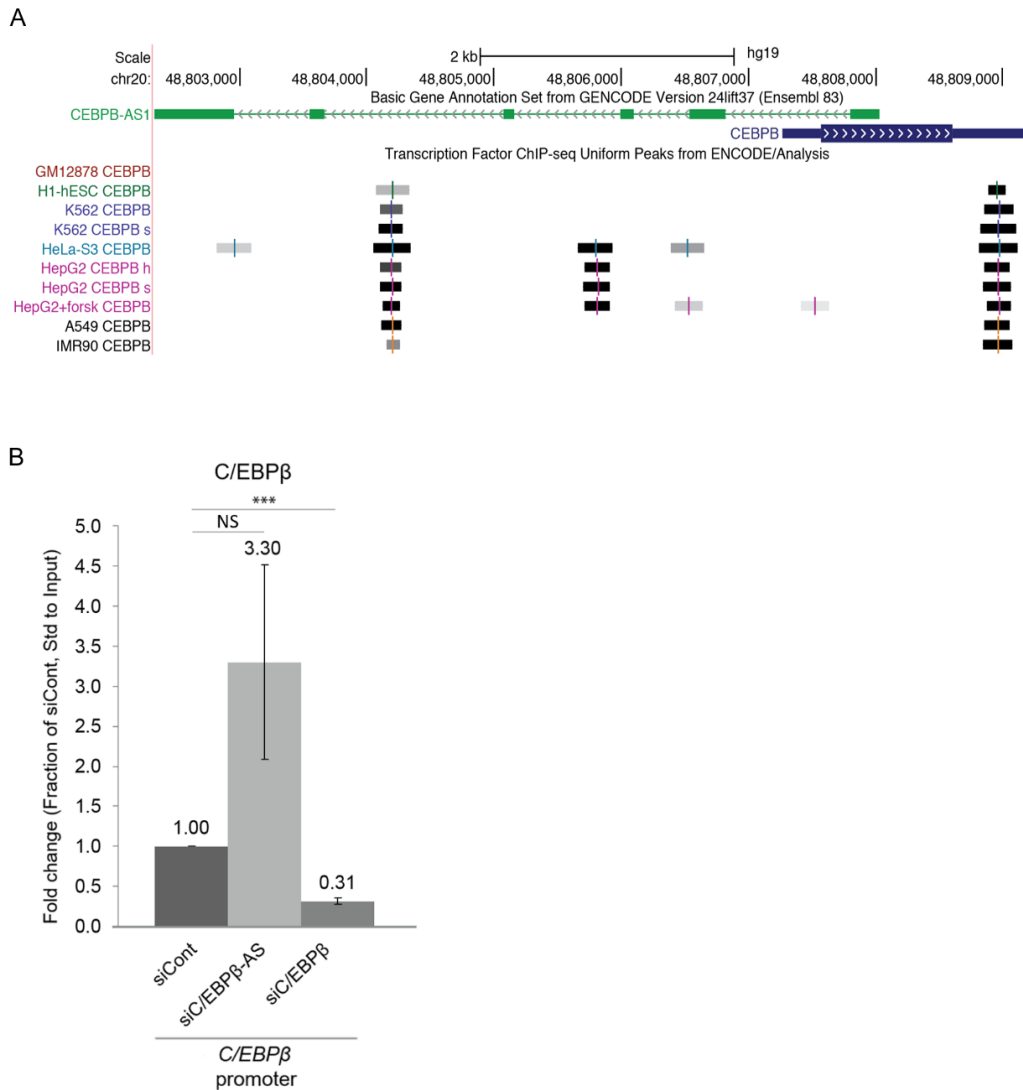 A
Scale 2 kb hg19
chr20: 48,803,000 48,804,000 48,805,000 48,806,000 48,807,000 48,808,000 48,809,000
Basic Gene Annotation Set from GENCODE Version 24lift37 (Ensembl 83)
CEBPB-AS1
CEBPB
Transcription Factor ChIP-seq Uniform Peaks from ENCODE/Analysis
GM12878 CEBPB
H1-hESC CEBPB
K562 CEBPB
K562 CEBPB s
HeLa-S3 CEBPB
HepG2 CEBPB h
HepG2 CEBPB s
HepG2+forsk CEBPB
A549 CEBPB
IMR90 CEBPB
B
C/EBPβ
***
NS
5.0
4.5
4.0
3.5
3.0
2.5
2.0
1.5
1.0
0.5
0.0
Fold change (Fraction of siCont, Std to Input)
1.00
3.30
0.31
siCont
siC/EBPβ-AS
siC/EBPβ
C/EBPβ
promoter